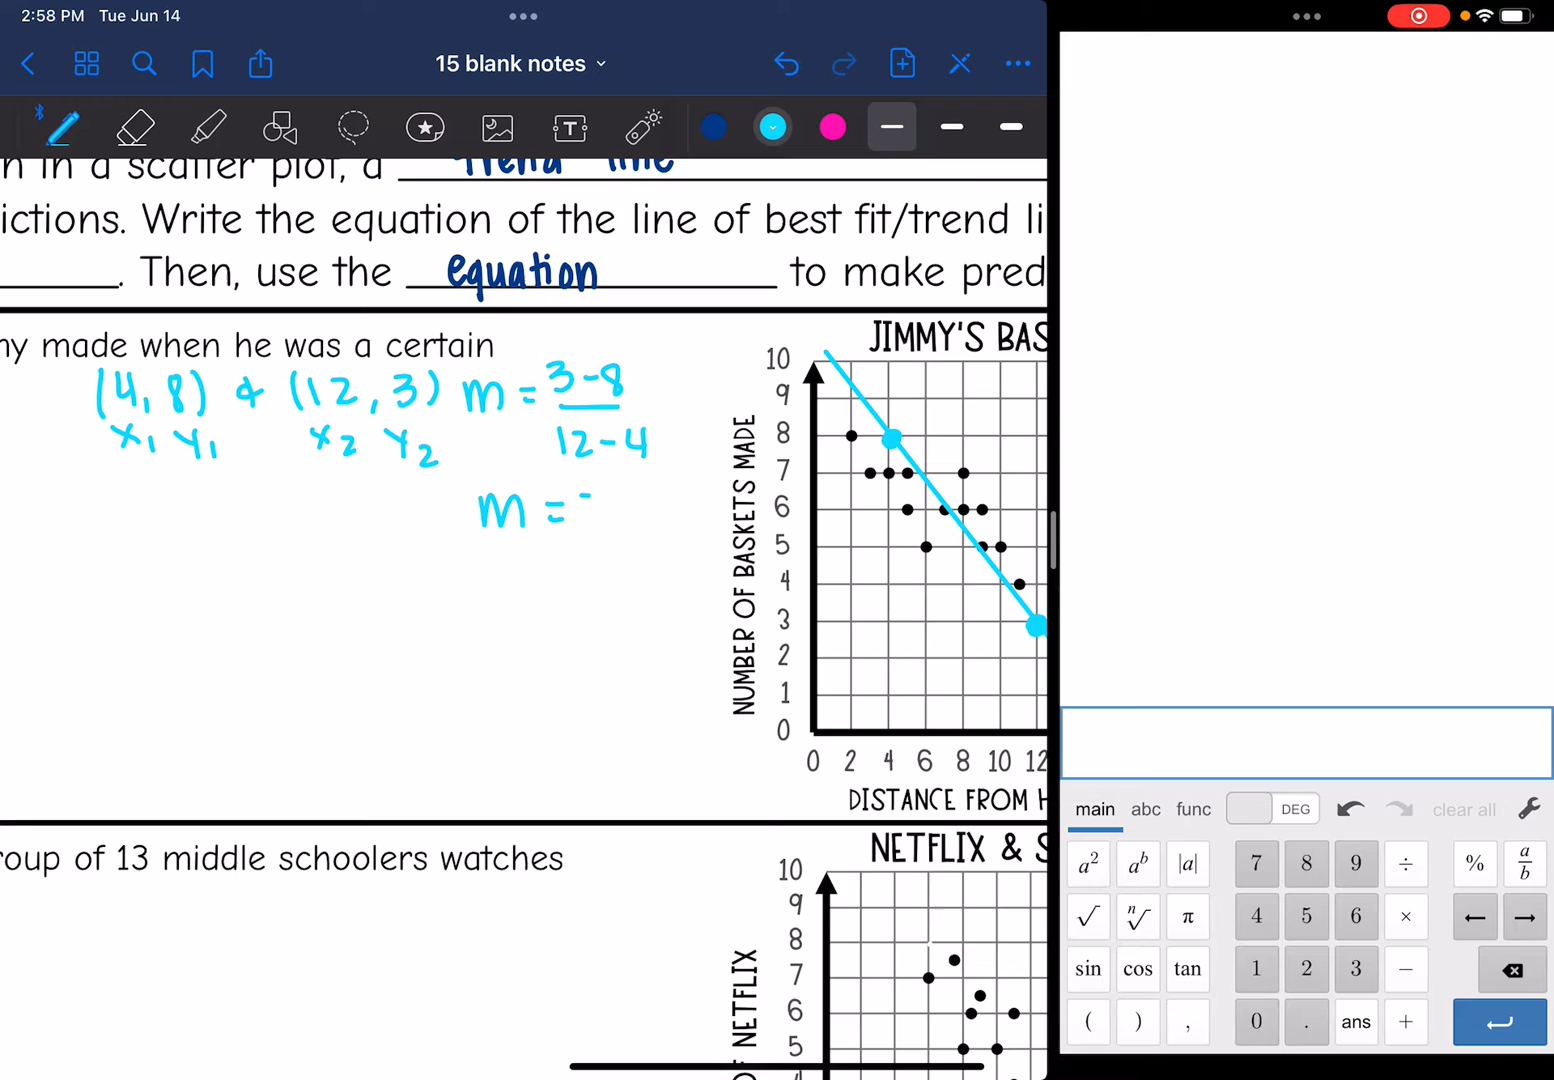 2:58 PM Tue Jun 14
15 blank notes
n in a scatter plot, a trend line
ictions. Write the equation of the line of best fit/trend li
. Then, use the equation to make pred
ny made when he was a certain
(4, 8) & (12, 3) m = 3-8
x1 y1 x2 y2 12-4
m = -
JIMMY'S BAS
NUMBER OF BASKETS MADE
10
9
8
7
6
5
4
3
2
1
0
0 2 4 6 8 10 12
DISTANCE FROM H
roup of 13 middle schoolers watches
NETFLIX & S
OF NETFLIX
10
9
8
7
6
5
main abc func DEG clear all
a² aᵇ |a| 7 8 9 ÷ % a/b
√ ⁿ√ π 4 5 6 × ← →
sin cos tan 1 2 3 −
( ) , 0 . ans +